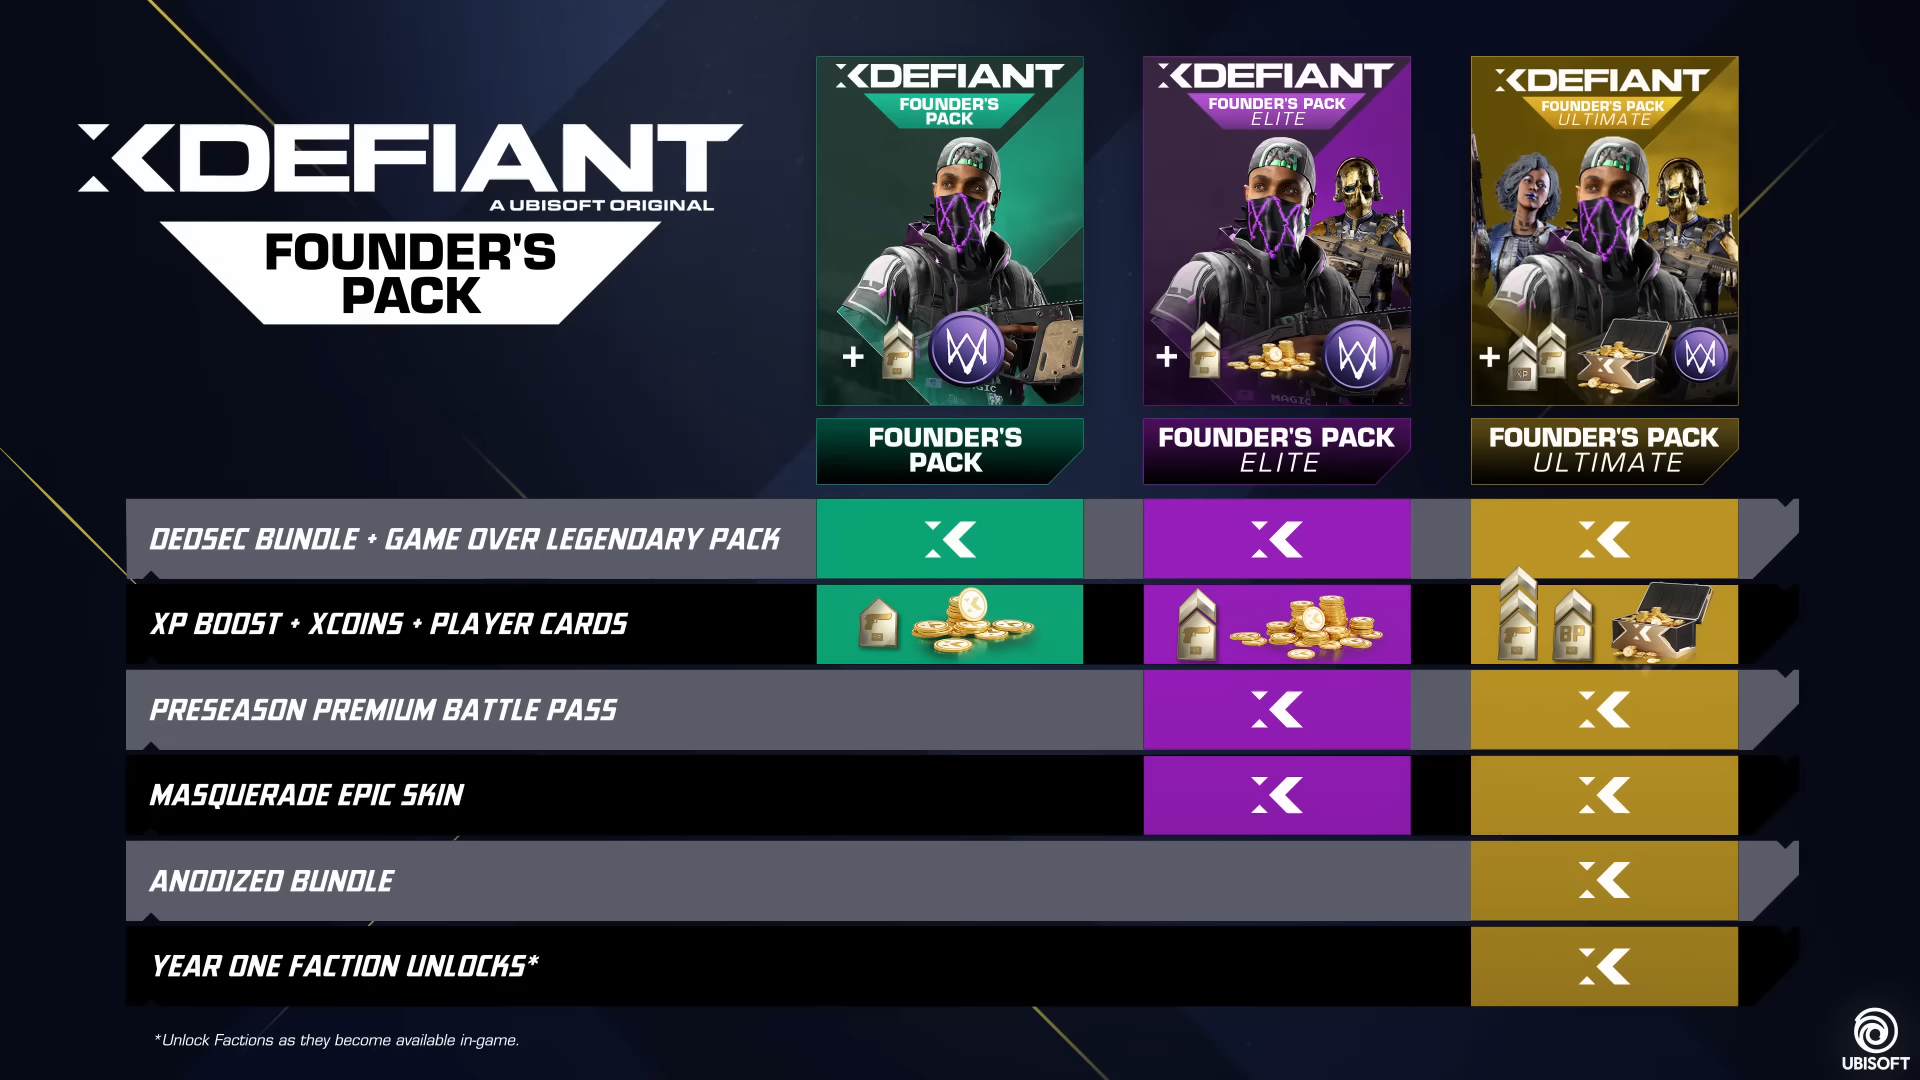 XDEFIANT
A UBISOFT ORIGINAL
FOUNDER'S
PACK
XDEFIANT
FOUNDER'S
PACK
XDEFIANT
FOUNDER'S PACK
ELITE
MAGIC
XDEFIANT
FOUNDER'S PACK
ULTIMATE
XP
FOUNDER'S
PACK
FOUNDER'S PACK
ELITE
FOUNDER'S PACK
ULTIMATE
DEDSEC BUNDLE + GAME OVER LEGENDARY PACK
XP BOOST + XCOINS + PLAYER CARDS
BP
PRESEASON PREMIUM BATTLE PASS
MASQUERADE EPIC SKIN
ANODIZED BUNDLE
YEAR ONE FACTION UNLOCKS*
*Unlock Factions as they become available in-game.
UBISOFT